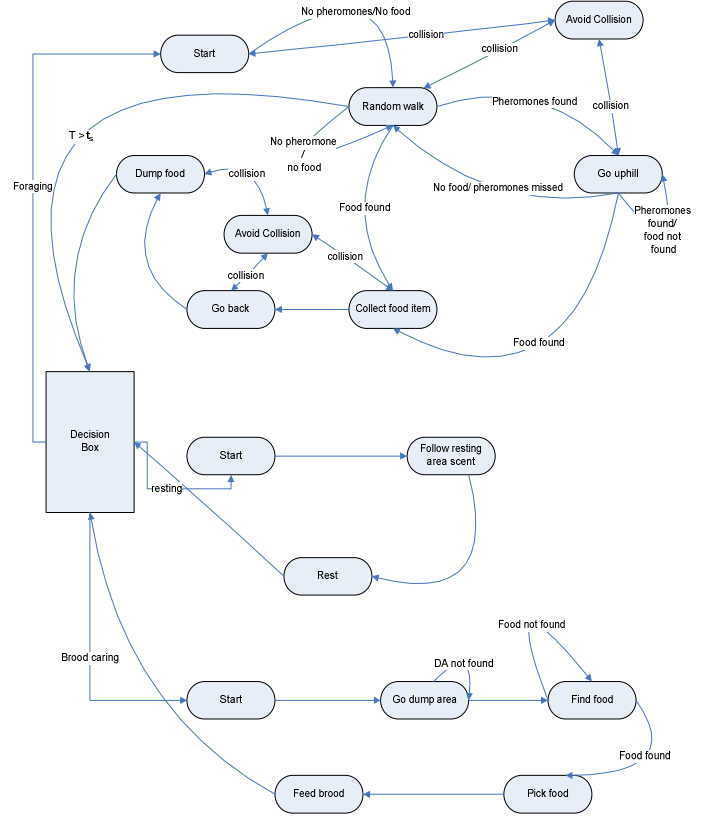 No pheromones/No food
Avoid Collision
collision
Start
collision
Random walk
Pheromones found
collision
T > ts
No pheromone
/
no food
Dump food
collision
Go uphill
Foraging
No food/ pheromones missed
Food found
Pheromones
found/
food not
found
Avoid Collision
collision
collision
Go back
Collect food item
Food found
Decision
Box
Start
Follow resting
area scent
resting
Rest
Food not found
Brood caring
DA not found
Start
Go dump area
Find food
Food found
Feed brood
Pick food